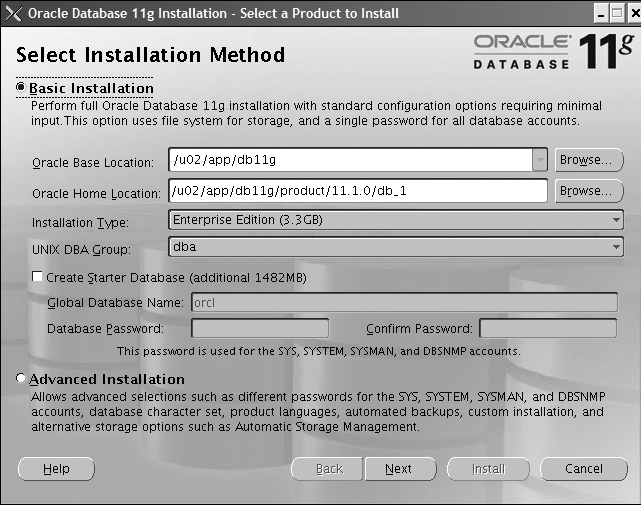 Oracle Database 11g Installation - Select a Product to Install
Select Installation Method
ORACLE
DATABASE 11g
Basic Installation
Perform full Oracle Database 11g installation with standard configuration options requiring minimal
input.This option uses file system for storage, and a single password for all database accounts.
Oracle Base Location: /u02/app/db11g Browse...
Oracle Home Location: /u02/app/db11g/product/11.1.0/db_1 Browse...
Installation Type: Enterprise Edition (3.3GB)
UNIX DBA Group: dba
Create Starter Database (additional 1482MB)
Global Database Name: orcl
Database Password: Confirm Password:
This password is used for the SYS, SYSTEM, SYSMAN, and DBSNMP accounts.
Advanced Installation
Allows advanced selections such as different passwords for the SYS, SYSTEM, SYSMAN, and DBSNMP
accounts, database character set, product languages, automated backups, custom installation, and
alternative storage options such as Automatic Storage Management.
Help Back Next Install Cancel